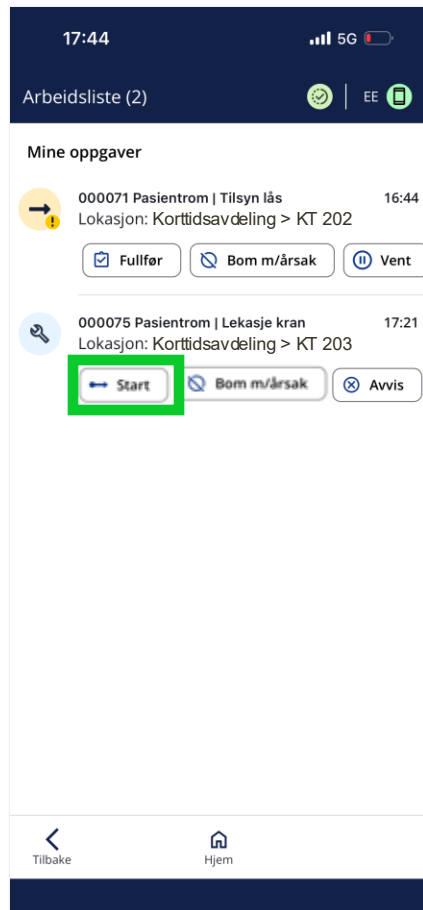 17:44 5G
Arbeidsliste (2) EE
Mine oppgaver
000071 Pasientrom | Tilsyn lås 16:44
Lokasjon: Korttidsavdeling > KT 202
Fullfør Bom m/årsak Vent
000075 Pasientrom | Lekasje kran 17:21
Lokasjon: Korttidsavdeling > KT 203
Start Bom m/årsak Avvis
Tilbake Hjem